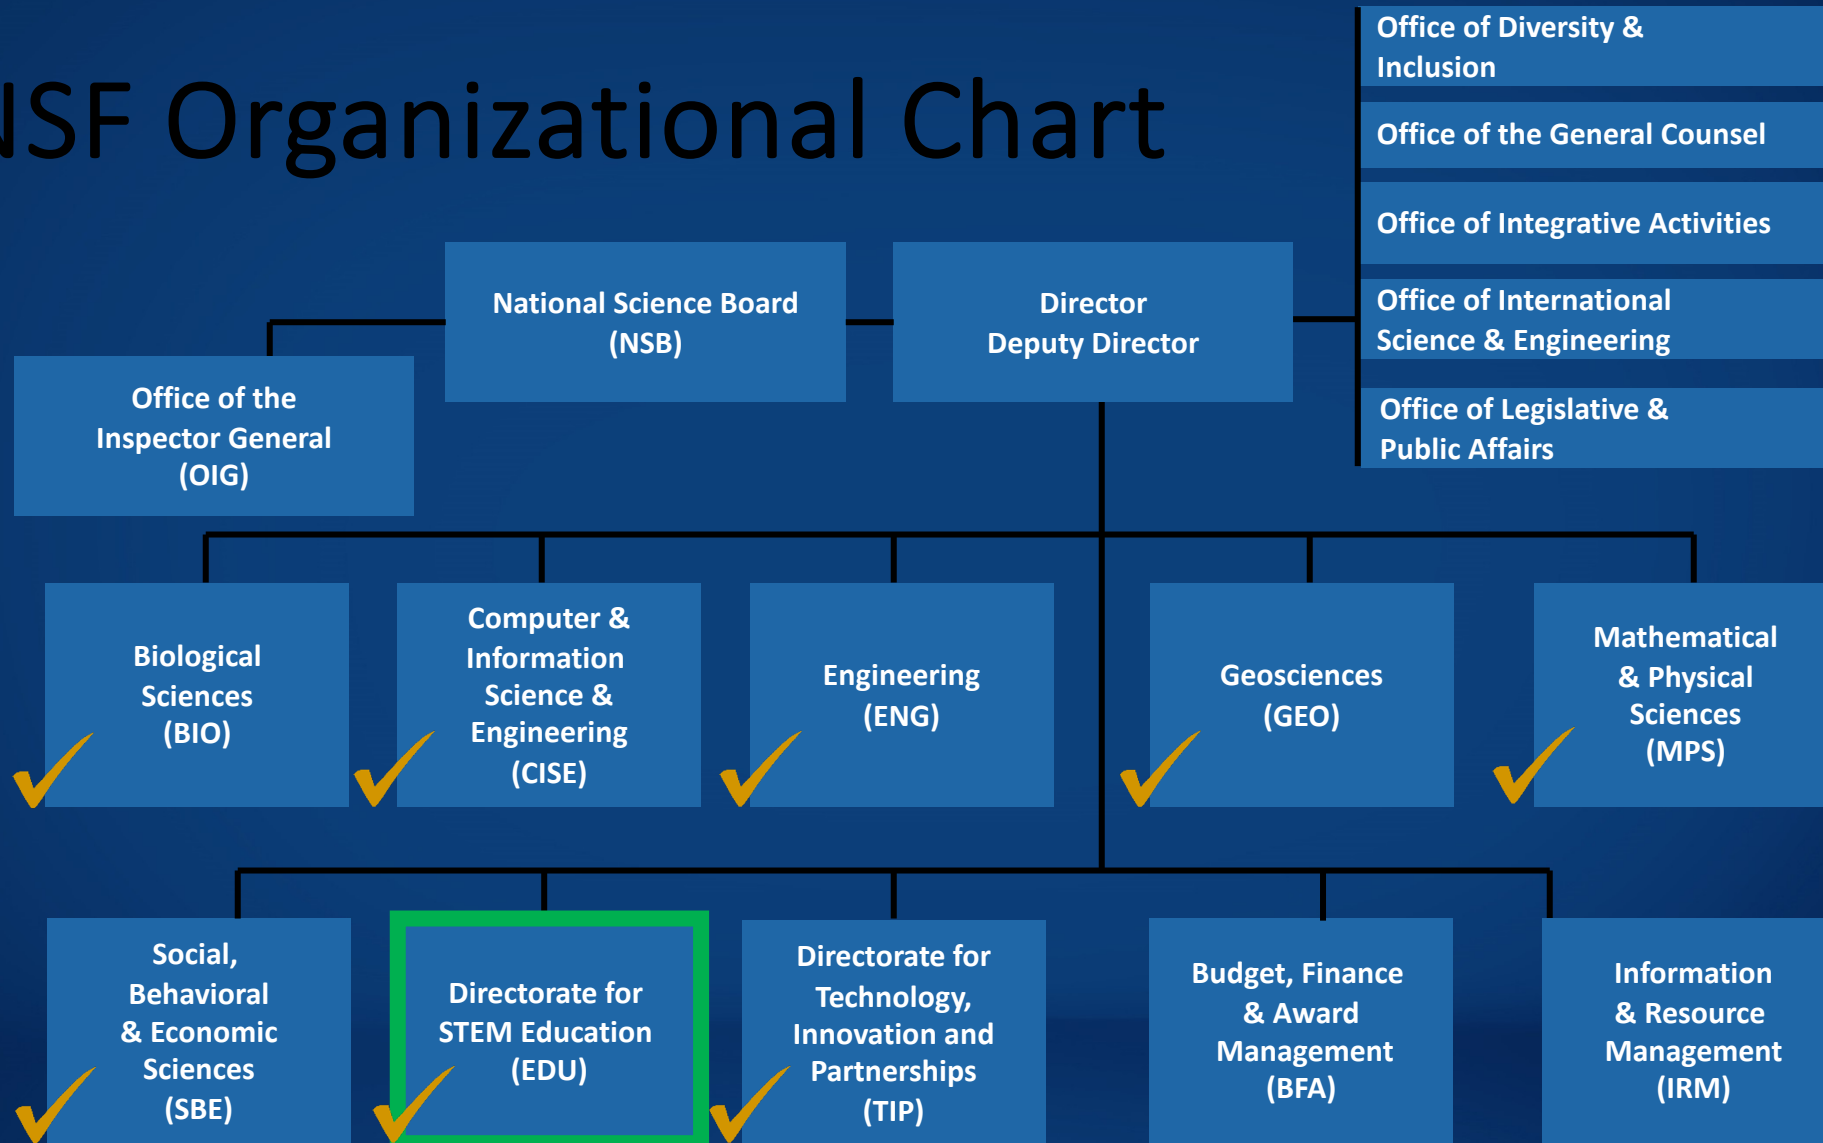 NSF Organizational Chart
Office of Diversity &
Inclusion
Office of the General Counsel
Office of Integrative Activities
Office of International
Science & Engineering
Office of Legislative &
Public Affairs
National Science Board
(NSB)
Director
Deputy Director
Office of the
Inspector General
(OIG)
Biological
Sciences
(BIO)
Computer &
Information
Science &
Engineering
(CISE)
Engineering
(ENG)
Geosciences
(GEO)
Mathematical
& Physical
Sciences
(MPS)
Social,
Behavioral
& Economic
Sciences
(SBE)
Directorate for
STEM Education
(EDU)
Directorate for
Technology,
Innovation and
Partnerships
(TIP)
Budget, Finance
& Award
Management
(BFA)
Information
& Resource
Management
(IRM)